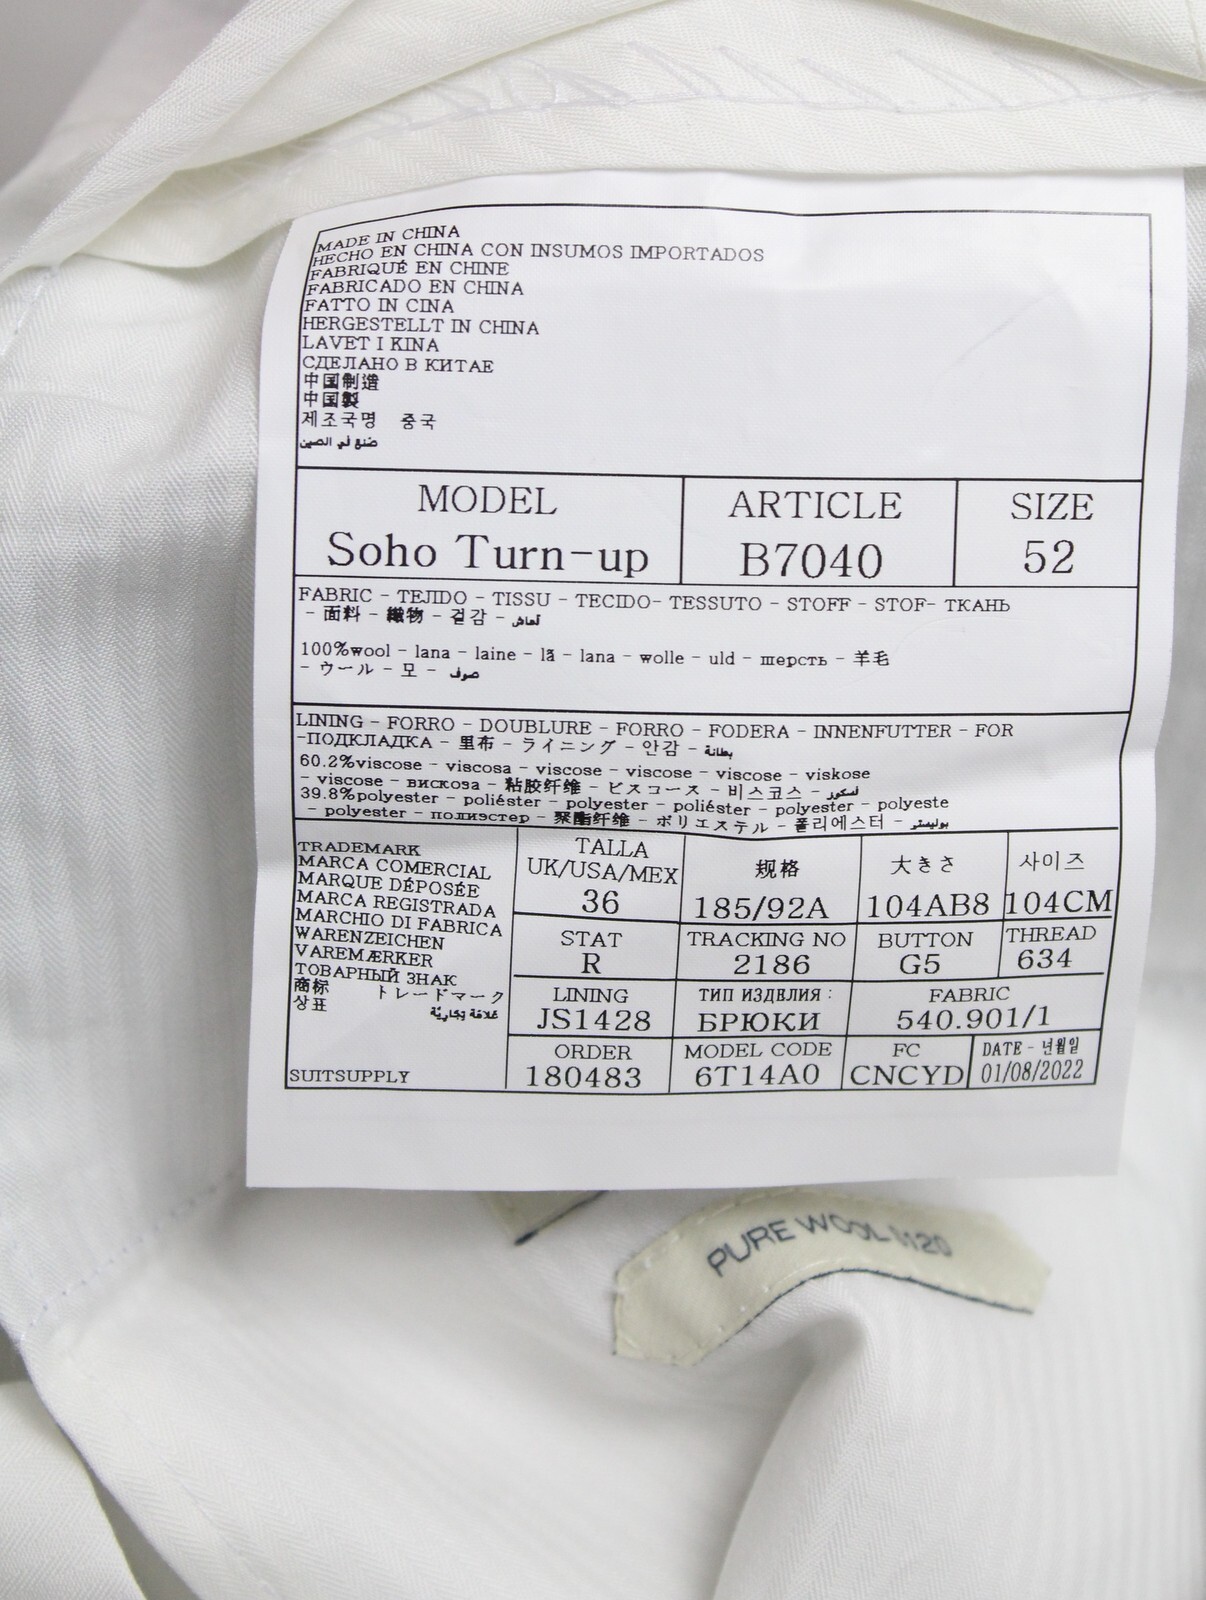 MADE IN CHINA
HECHO EN CHINA CON INSUMOS IMPORTADOS
FABRIQUÉ EN CHINE
FABRICADO EN CHINA
FATTO IN CINA
HERGESTELLT IN CHINA
LAVET I KINA
СДЕЛАНО В КИТАЕ
中国制造
中国製
제조국명 중국
صنع في الصين
MODEL
Soho Turn-up
ARTICLE
B7040
SIZE
52
FABRIC - TEJIDO - TISSU - TECIDO- TESSUTO - STOFF - STOF- ТКАНЬ
- 面料 - 織物 - 겉감 - قماش
100%wool - lana - laine - lã - lana - wolle - uld - шерсть - 羊毛
- ウール - 모 - صوف
LINING - FORRO - DOUBLURE - FORRO - FODERA - INNENFUTTER - FOR
-ПОДКЛАДКА - 里布 - ライニング - 안감 - بطانة
60.2%viscose - viscosa - viscose - viscose - viscose - viskose
- viscose - вискоза - 粘胶纤维 - ビスコース - 비스코스 - فسكوز
39.8%polyester - poliéster - polyester - poliéster - polyester - polyeste
- polyester - полиэстер - 聚酯纤维 - ポリエステル - 폴리에스터 - بوليستر
TRADEMARK
MARCA COMERCIAL
MARQUE DÉPOSÉE
MARCA REGISTRADA
MARCHIO DI FABRICA
WARENZEICHEN
VAREMÆRKER
ТОВАРНЫЙ ЗНАК
商标 トレードマーク
상표 علامة تجارية
SUITSUPPLY
TALLA
UK/USA/MEX
36
规格
185/92A
大きさ
104AB8
사이즈
104CM
STAT
R
TRACKING NO
2186
BUTTON
G5
THREAD
634
LINING
JS1428
ТИП ИЗДЕЛИЯ:
БРЮКИ
FABRIC
540.901/1
ORDER
180483
MODEL CODE
6T14A0
FC
CNCYD
DATE - 년월일
01/08/2022
PURE WOOL